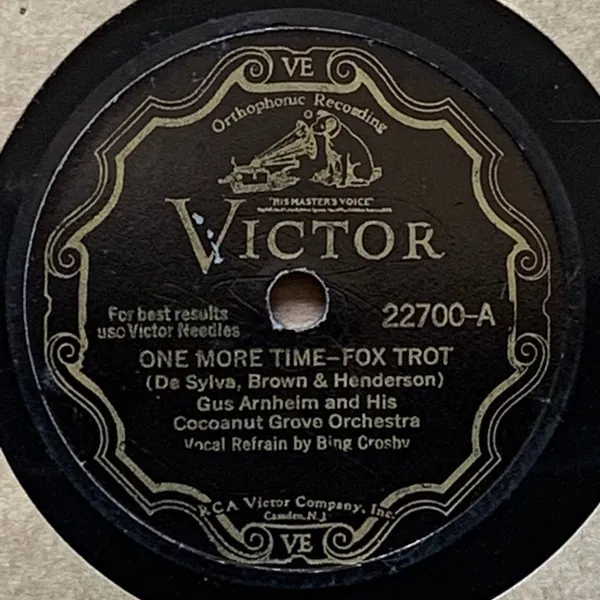 VE
Orthophonic Recording
"HIS MASTER'S VOICE"
VICTOR
For best results
use Victor Needles
22700-A
ONE MORE TIME-FOX TROT
(De Sylva, Brown & Henderson)
Gus Arnheim and His
Cocoanut Grove Orchestra
Vocal Refrain by Bing Crosby
RCA Victor Company, Inc.
Camden, N.J.
VE